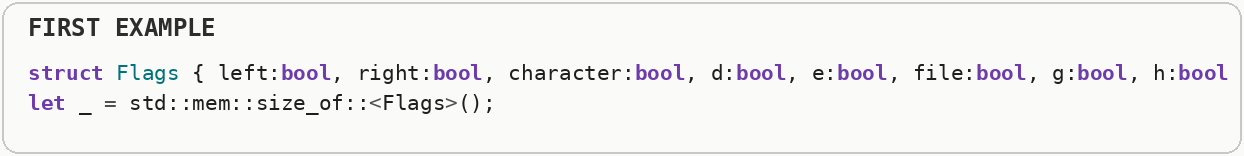 FIRST EXAMPLE
struct Flags { left:bool, right:bool, character:bool, d:bool, e:bool, file:bool, g:bool, h:bool
let _ = std::mem::size_of::<Flags>();